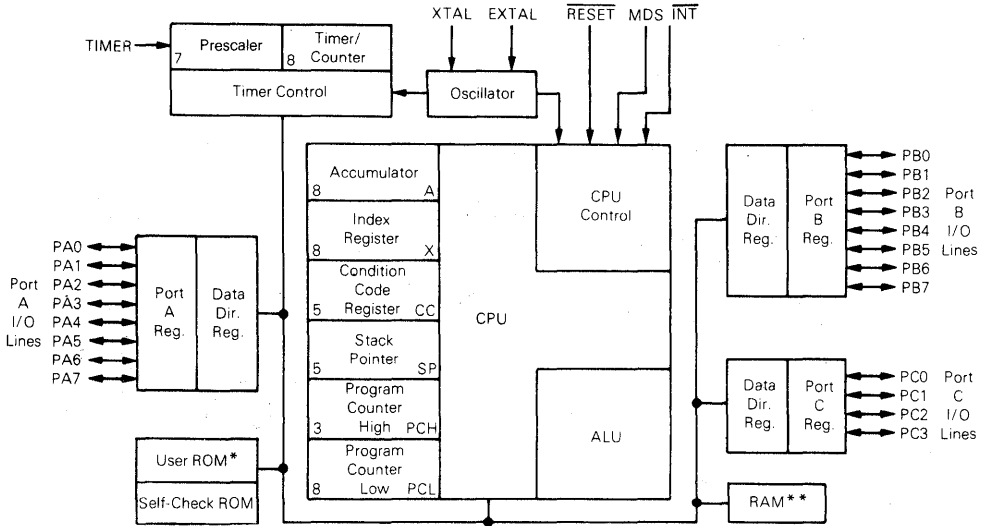 XTAL EXTAL RESET MDS INT
TIMER
7 Prescaler
8 Timer/
Counter
Timer Control
Oscillator
Accumulator
8 A
Index
Register
8 X
Condition
Code
Register
5 CC
Stack
Pointer
5 SP
Program
Counter
3 High PCH
Program
Counter
8 Low PCL
CPU
CPU
Control
ALU
PA0
PA1
PA2
PA3
PA4
PA5
PA6
PA7
Port
A
I/O
Lines
Port
A
Reg.
Data
Dir.
Reg.
User ROM*
Self-Check ROM
Data
Dir.
Reg.
Port
B
Reg.
PB0
PB1
PB2
PB3
PB4
PB5
PB6
PB7
Port
B
I/O
Lines
Data
Dir.
Reg.
Port
C
Reg.
PC0
PC1
PC2
PC3
Port
C
I/O
Lines
RAM**